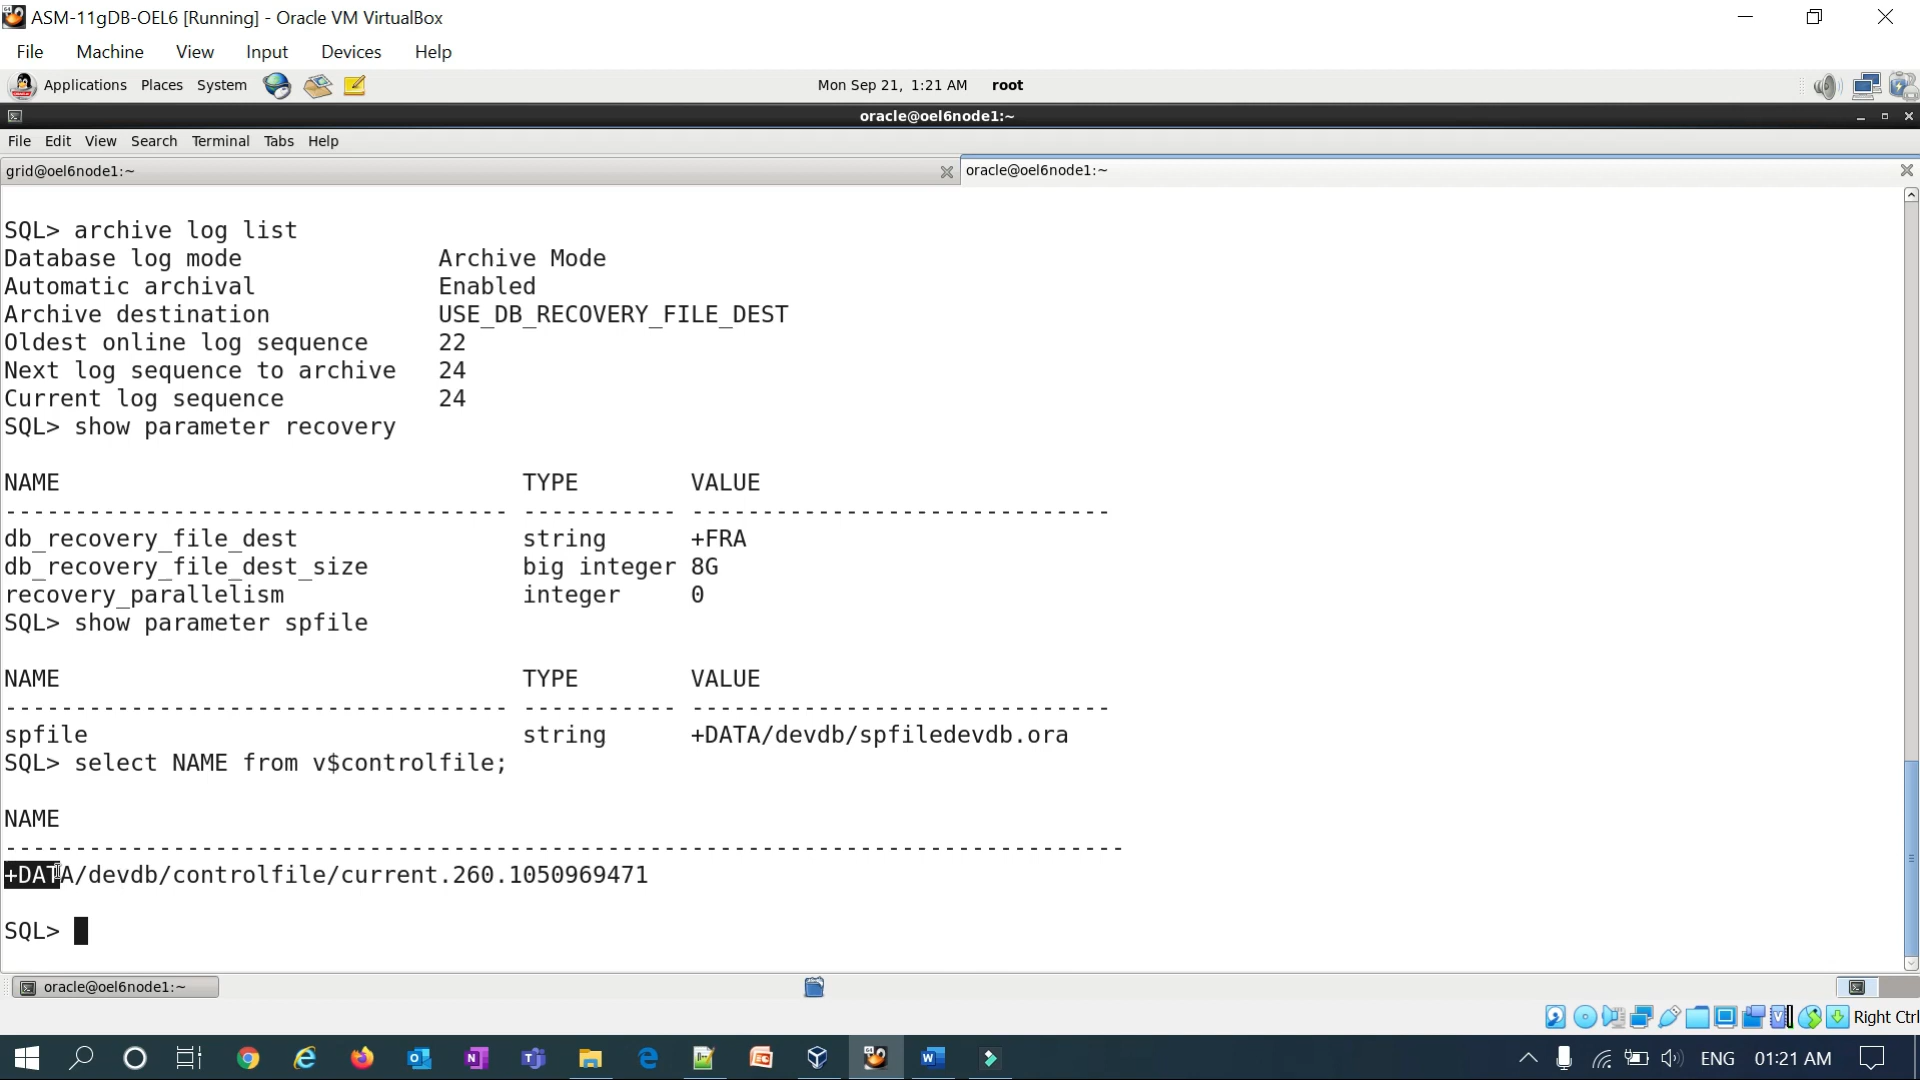 ASM-11gDB-OEL6 [Running] - Oracle VM VirtualBox
File Machine View Input Devices Help
Applications Places System Mon Sep 21, 1:21 AM root
oracle@oel6node1:~
File Edit View Search Terminal Tabs Help
grid@oel6node1:~ oracle@oel6node1:~
SQL> archive log list
Database log mode Archive Mode
Automatic archival Enabled
Archive destination USE_DB_RECOVERY_FILE_DEST
Oldest online log sequence 22
Next log sequence to archive 24
Current log sequence 24
SQL> show parameter recovery
NAME TYPE VALUE
------------------------------------ ----------- ------------------------------
db_recovery_file_dest string +FRA
db_recovery_file_dest_size big integer 8G
recovery_parallelism integer 0
SQL> show parameter spfile
NAME TYPE VALUE
------------------------------------ ----------- ------------------------------
spfile string +DATA/devdb/spfiledevdb.ora
SQL> select NAME from v$controlfile;
NAME
--------------------------------------------------------------------------------
+DATA/devdb/controlfile/current.260.1050969471
SQL>
oracle@oel6node1:~
Right Ctrl
ENG 01:21 AM